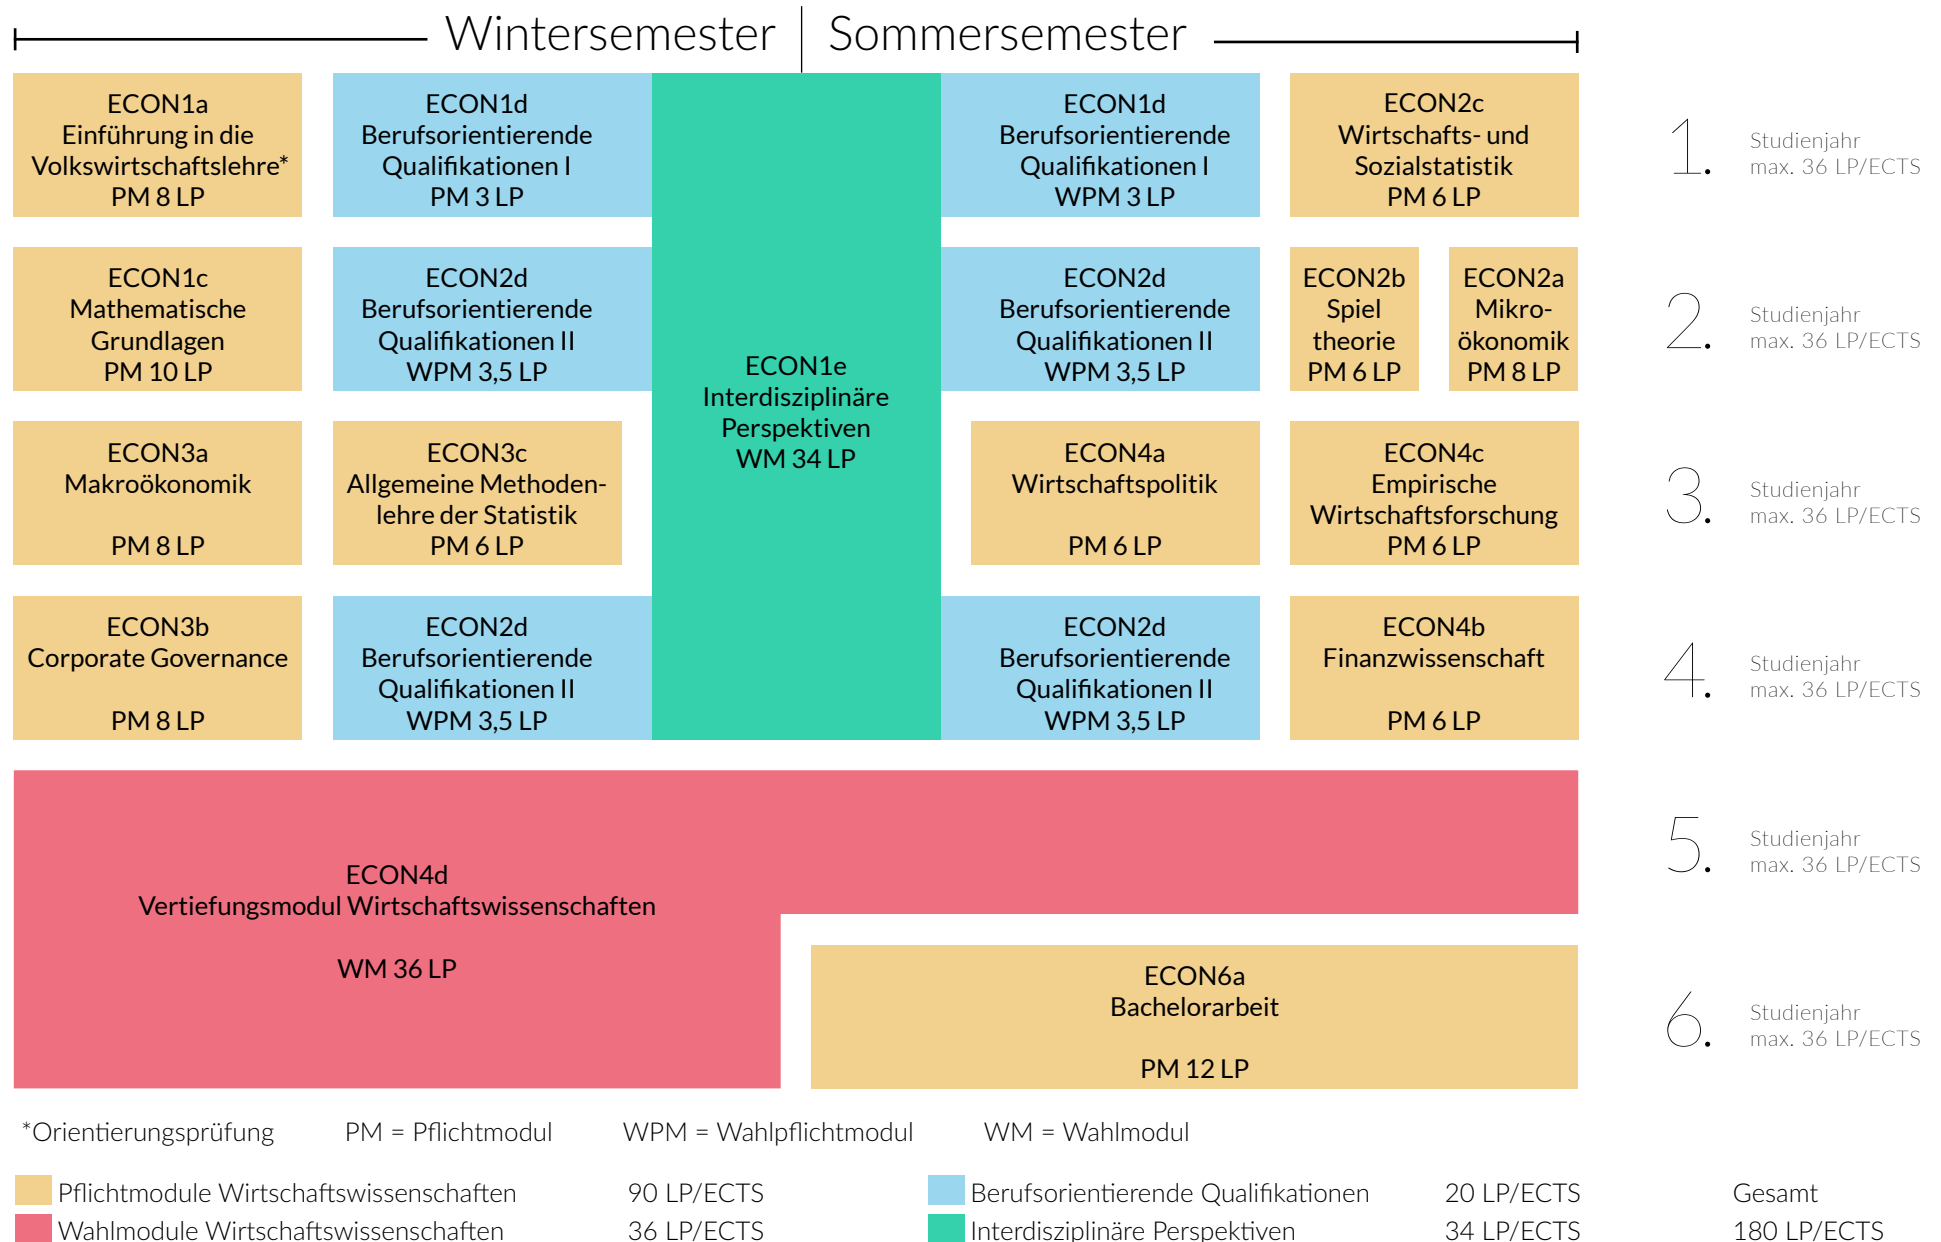 Wintersemester
Sommersemester
ECON1a
Einführung in die
Volkswirtschaftslehre*
PM 8 LP
ECON1d
Berufsorientierende
Qualifikationen I
PM 3 LP
ECON1d
Berufsorientierende
Qualifikationen I
WPM 3 LP
ECON2c
Wirtschafts- und
Sozialstatistik
PM 6 LP
1.
Studienjahr
max. 36 LP/ECTS
ECON1c
Mathematische
Grundlagen
PM 10 LP
ECON2d
Berufsorientierende
Qualifikationen II
WPM 3,5 LP
ECON1e
Interdisziplinäre
Perspektiven
WM 34 LP
ECON2d
Berufsorientierende
Qualifikationen II
WPM 3,5 LP
ECON2b
Spiel
theorie
PM 6 LP
ECON2a
Mikro-
ökonomik
PM 8 LP
2.
Studienjahr
max. 36 LP/ECTS
ECON3a
Makroökonomik
PM 8 LP
ECON3c
Allgemeine Methoden-
lehre der Statistik
PM 6 LP
ECON4a
Wirtschaftspolitik
PM 6 LP
ECON4c
Empirische
Wirtschaftsforschung
PM 6 LP
3.
Studienjahr
max. 36 LP/ECTS
ECON3b
Corporate Governance
PM 8 LP
ECON2d
Berufsorientierende
Qualifikationen II
WPM 3,5 LP
ECON2d
Berufsorientierende
Qualifikationen II
WPM 3,5 LP
ECON4b
Finanzwissenschaft
PM 6 LP
4.
Studienjahr
max. 36 LP/ECTS
ECON4d
Vertiefungsmodul Wirtschaftswissenschaften
WM 36 LP
5.
Studienjahr
max. 36 LP/ECTS
ECON6a
Bachelorarbeit
PM 12 LP
6.
Studienjahr
max. 36 LP/ECTS
*Orientierungsprüfung PM = Pflichtmodul WPM = Wahlpflichtmodul WM = Wahlmodul
Pflichtmodule Wirtschaftswissenschaften 90 LP/ECTS Berufsorientierende Qualifikationen 20 LP/ECTS Gesamt
Wahlmodule Wirtschaftswissenschaften 36 LP/ECTS Interdisziplinäre Perspektiven 34 LP/ECTS 180 LP/ECTS